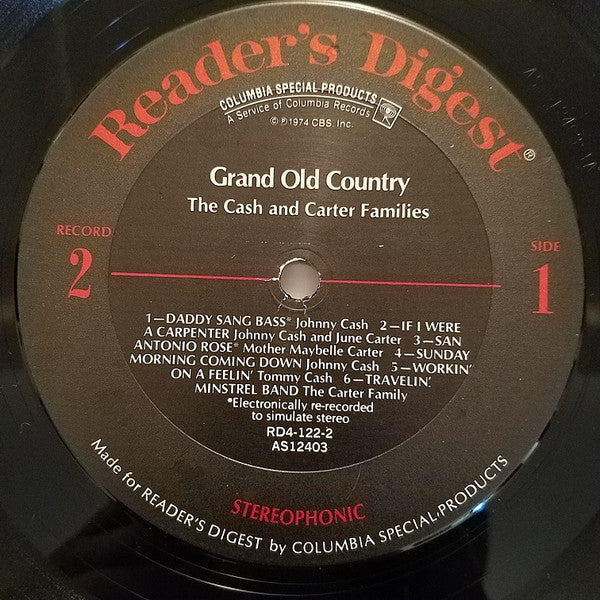 Reader's Digest®
COLUMBIA SPECIAL PRODUCTS
A Service of Columbia Records
© ℗ 1974 CBS, Inc.
Grand Old Country
The Cash and Carter Families
RECORD
2
SIDE
1
1—DADDY SANG BASS* Johnny Cash 2—IF I WERE
A CARPENTER Johnny Cash and June Carter 3—SAN
ANTONIO ROSE* Mother Maybelle Carter 4—SUNDAY
MORNING COMING DOWN Johnny Cash 5—WORKIN'
ON A FEELIN' Tommy Cash 6—TRAVELIN'
MINSTREL BAND The Carter Family
*Electronically re-recorded
to simulate stereo
RD4-122-2
AS12403
STEREOPHONIC
Made for READER'S DIGEST by COLUMBIA SPECIAL PRODUCTS